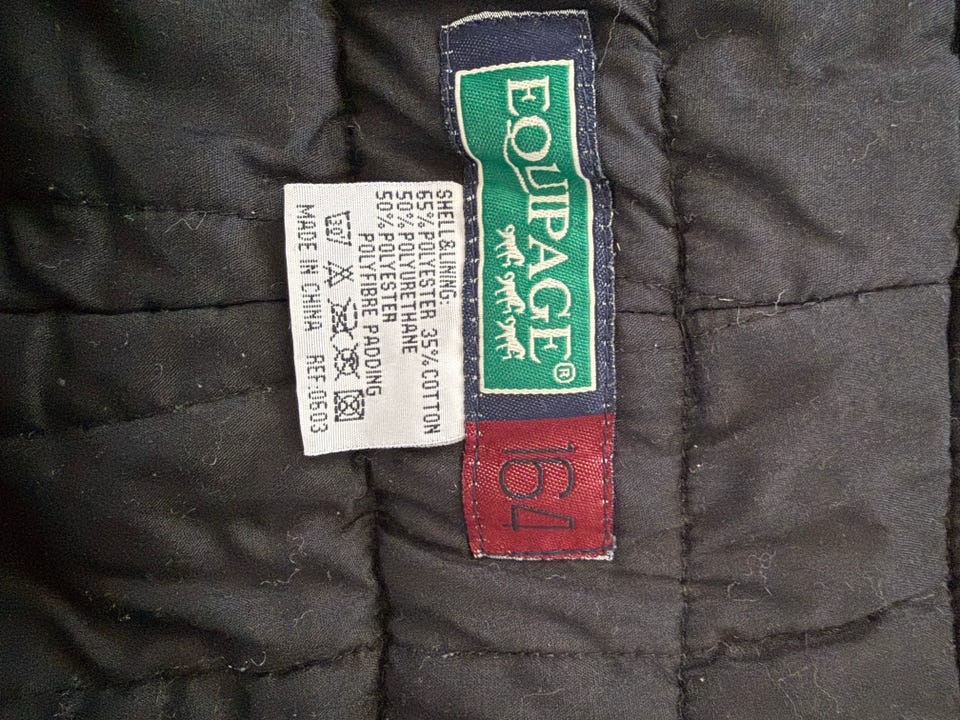 EQUIPAGE®
164
SHELL&LINING:
65%POLYESTER 35%COTTON
50%POLYURETHANE
50%POLYESTER
POLYFIBRE PADDING
30°
MADE IN CHINA REF:0603